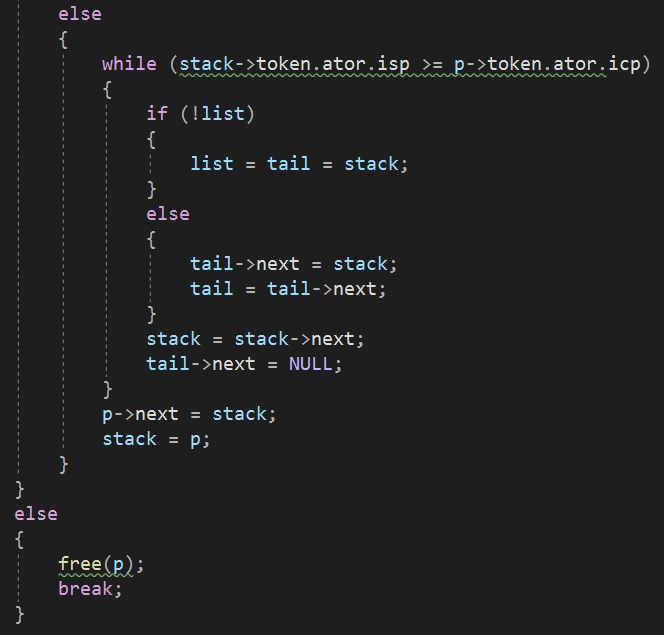 else
{
while (stack->token.ator.isp >= p->token.ator.icp)
{
if (!list)
{
list = tail = stack;
}
else
{
tail->next = stack;
tail = tail->next;
}
stack = stack->next;
tail->next = NULL;
}
p->next = stack;
stack = p;
}
}
else
{
free(p);
break;
}